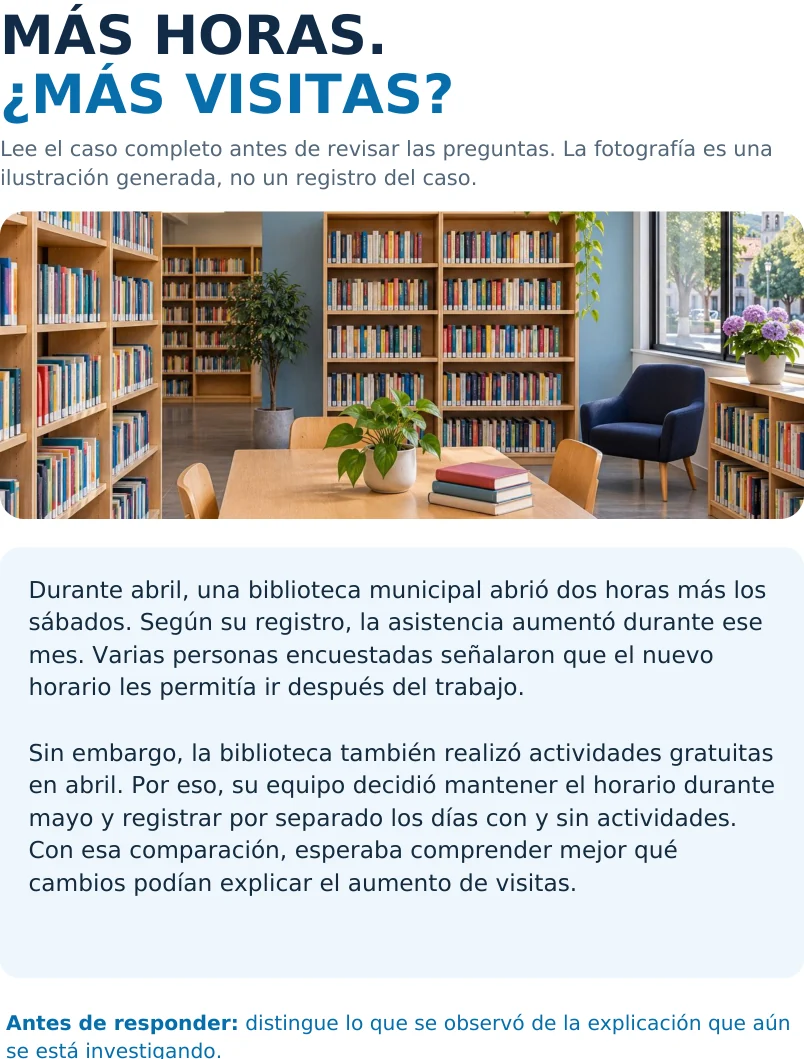 MÁS HORAS.
¿MÁS VISITAS?
Lee el caso completo antes de revisar las preguntas. La fotografía es una
ilustración generada, no un registro del caso.
Durante abril, una biblioteca municipal abrió dos horas más los
sábados. Según su registro, la asistencia aumentó durante ese
mes. Varias personas encuestadas señalaron que el nuevo
horario les permitía ir después del trabajo.
Sin embargo, la biblioteca también realizó actividades gratuitas
en abril. Por eso, su equipo decidió mantener el horario durante
mayo y registrar por separado los días con y sin actividades.
Con esa comparación, esperaba comprender mejor qué
cambios podían explicar el aumento de visitas.
Antes de responder: distingue lo que se observó de la explicación que aún
se está investigando.